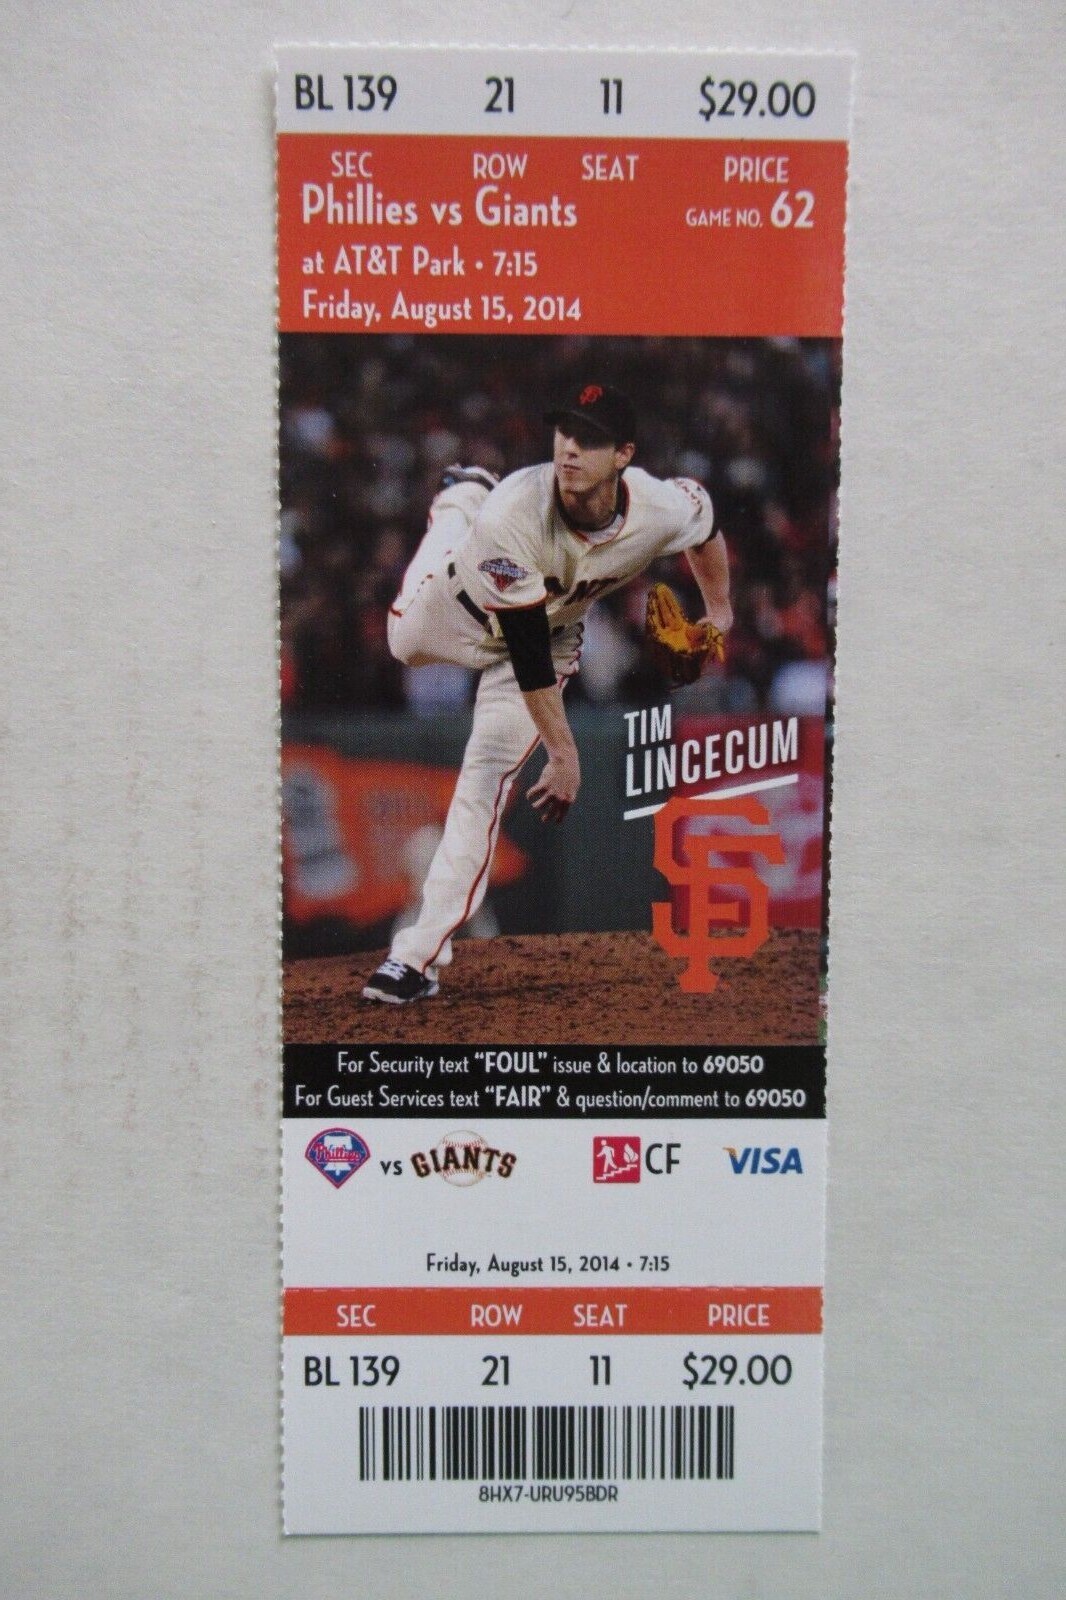 BL 139 21 11 $29.00
SEC ROW SEAT PRICE
Phillies vs Giants GAME NO. 62
at AT&T Park • 7:15
Friday, August 15, 2014
TIM
LINCECUM
SF
For Security text “FOUL” issue & location to 69050
For Guest Services text “FAIR” & question/comment to 69050
Phillies vs GIANTS CF VISA
Friday, August 15, 2014 • 7:15
SEC ROW SEAT PRICE
BL 139 21 11 $29.00
8HX7-URU95BDR